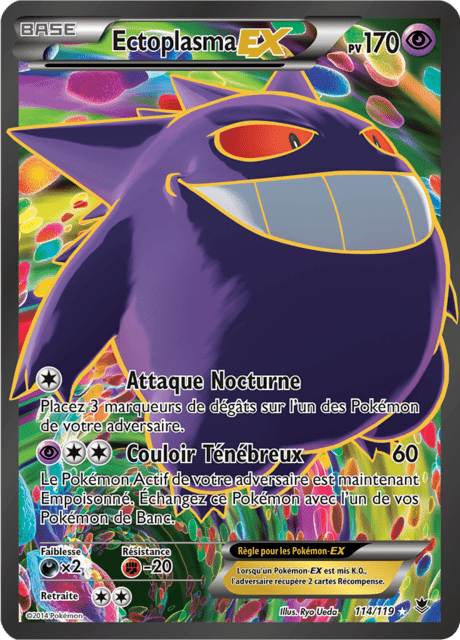 BASE
Ectoplasma EX PV170
Attaque Nocturne
Placez 3 marqueurs de dégâts sur l'un des Pokémon
de votre adversaire.
Couloir Ténébreux 60
Le Pokémon Actif de votre adversaire est maintenant
Empoisonné. Échangez ce Pokémon avec l'un de vos
Pokémon de Banc.
Faiblesse
×2
Résistance
-20
Retraite
Règle pour les Pokémon-EX
Lorsqu'un Pokémon-EX est mis K.O.,
l'adversaire récupère 2 cartes Récompense.
©2014 Pokémon
Illus. Ryo Ueda
114/119